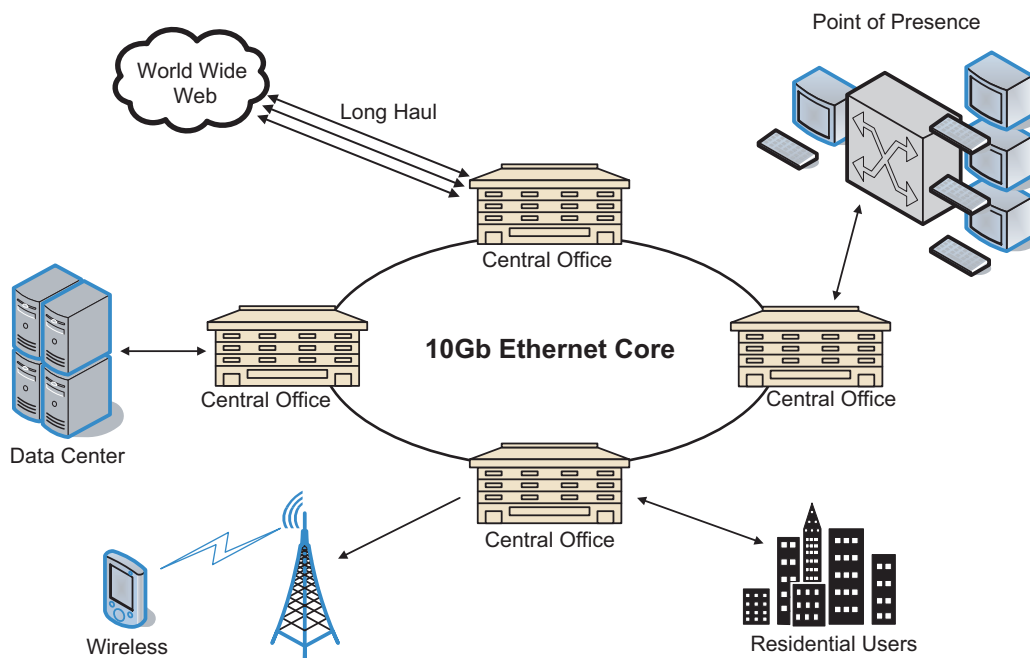 Point of Presence
World Wide
Web
Long Haul
Central Office
10Gb Ethernet Core
Central Office
Central Office
Data Center
Central Office
Wireless
Residential Users